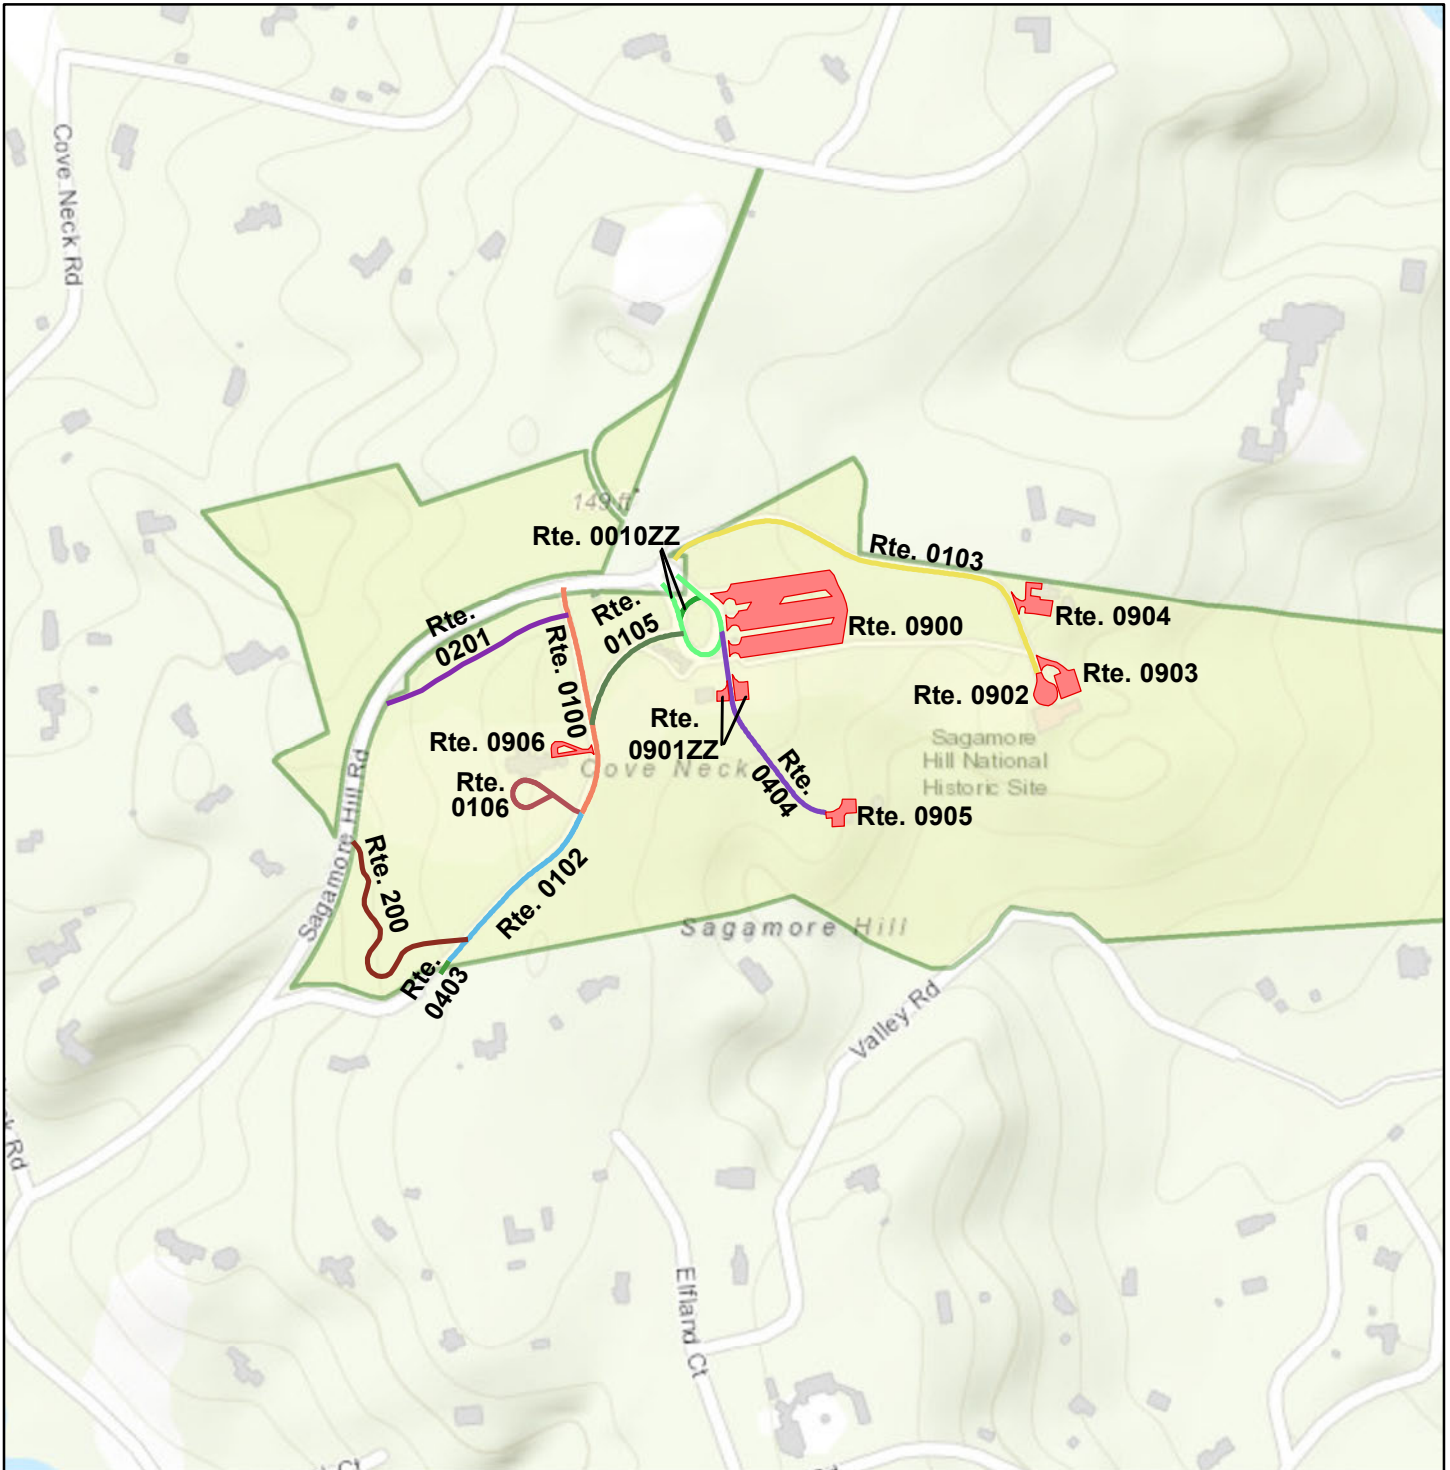 Cove Neck Rd
149 ft
Rte. 0010ZZ
Rte. 0103
Rte.
0105
Rte.
0201
Rte. 0904
Rte. 0900
Rte. 0100
Rte. 0903
Rte. 0902
Rte.
0901ZZ
Rte. 0906
Sagamore
Hill National
Historic Site
Cove Neck
Rte.
0404
Rte.
0106
Rte. 0905
Sagamore Hill Rd
Rte. 200
Rte. 0102
Sagamore Hill
Rte.
0403
Valley Rd
Rd
Elfland Ct
Ct